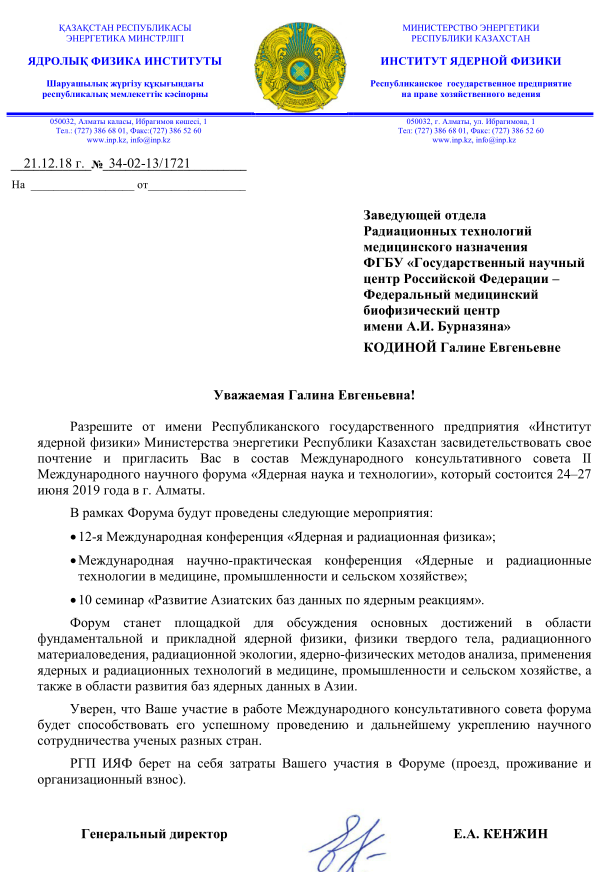 ҚАЗАҚСТАН РЕСПУБЛИКАСЫ
ЭНЕРГЕТИКА МИНСТРЛІГІ
ЯДРОЛЫҚ ФИЗИКА ИНСТИТУТЫ
Шаруашылық жүргізу құқығындағы
республикалық мемлекеттік кәсіпорны
050032, Алматы қаласы, Ибрагимов көшесі, 1
Тел.: (727) 386 68 01, Факс:(727) 386 52 60
www.inp.kz, info@inp.kz
МИНИСТЕРСТВО ЭНЕРГЕТИКИ
РЕСПУБЛИКИ КАЗАХСТАН
ИНСТИТУТ ЯДЕРНОЙ ФИЗИКИ
Республиканское государственное предприятие
на праве хозяйственного ведения
050032, г. Алматы, ул. Ибрагимова, 1
Тел: (727) 386 68 01, Факс: (727) 386 52 60
www.inp.kz, info@inp.kz
21.12.18 г. № 34-02-13/1721
На ____________________ от___________________
Заведующей отдела
Радиационных технологий
медицинского назначения
ФГБУ «Государственный научный
центр Российской Федерации –
Федеральный медицинский
биофизический центр
имени А.И. Бурназяна»
КОДИНОЙ Галине Евгеньевне
Уважаемая Галина Евгеньевна!
Разрешите от имени Республиканского государственного предприятия «Институт
ядерной физики» Министерства энергетики Республики Казахстан засвидетельствовать свое
почтение и пригласить Вас в состав Международного консультативного совета II
Международного научного форума «Ядерная наука и технологии», который состоится 24–27
июня 2019 года в г. Алматы.
В рамках Форума будут проведены следующие мероприятия:
• 12-я Международная конференция «Ядерная и радиационная физика»;
• Международная научно-практическая конференция «Ядерные и радиационные
технологии в медицине, промышленности и сельском хозяйстве»;
• 10 семинар «Развитие Азиатских баз данных по ядерным реакциям».
Форум станет площадкой для обсуждения основных достижений в области
фундаментальной и прикладной ядерной физики, физики твердого тела, радиационного
материаловедения, радиационной экологии, ядерно-физических методов анализа, применения
ядерных и радиационных технологий в медицине, промышленности и сельском хозяйстве, а
также в области развития баз ядерных данных в Азии.
Уверен, что Ваше участие в работе Международного консультативного совета форума
будет способствовать его успешному проведению и дальнейшему укреплению научного
сотрудничества ученых разных стран.
РГП ИЯФ берет на себя затраты Вашего участия в Форуме (проезд, проживание и
организационный взнос).
Генеральный директор Е.А. КЕНЖИН